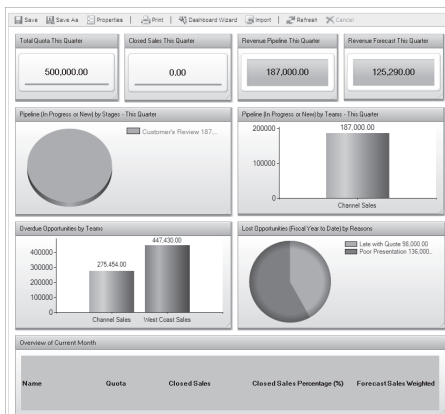 Save Save As Properties Print Dashboard Wizard Import Refresh Cancel
Total Quota This Quarter
500,000.00
Closed Sales This Quarter
0.00
Revenue Pipeline This Quarter
187,000.00
Revenue Forecast This Quarter
125,290.00
Pipeline (In Progress or New) by Stages - This Quarter
Customer's Review 187...
Pipeline (In Progress or New) by Teams - This Quarter
200000
187,000.00
100000
0
Channel Sales
Overdue Opportunities by Teams
447,430.00
400000
275,454.00
300000
200000
100000
0
Channel Sales West Coast Sales
Lost Opportunities (Fiscal Year to Date) by Reasons
Late with Quote 98,000.00
Poor Presentation 136,000...
Overview of Current Month
Name Quota Closed Sales Closed Sales Percentage (%) Forecast Sales Weighted